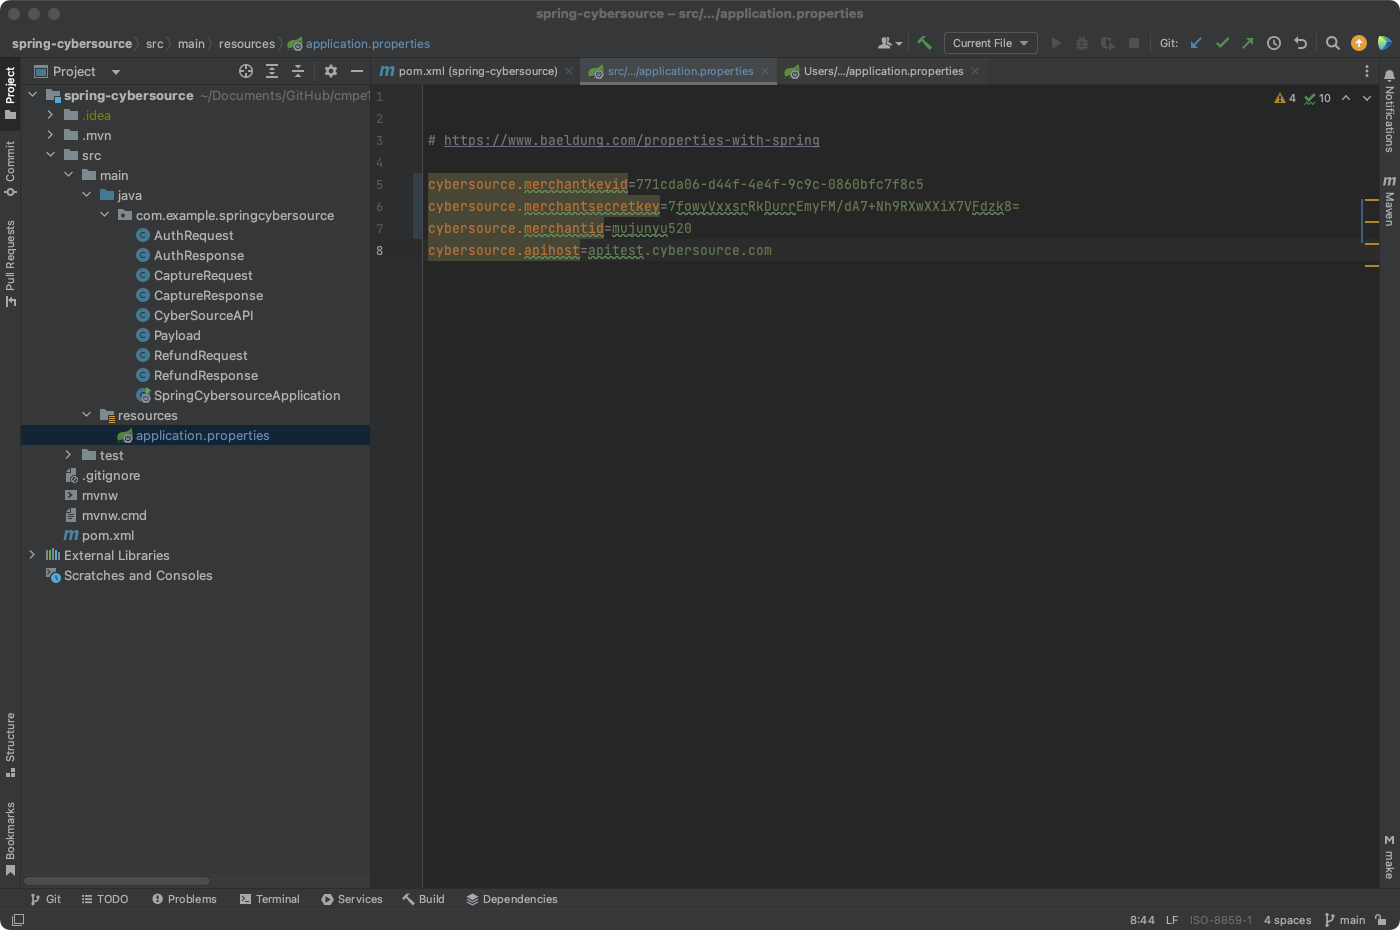 spring-cybersource – src/.../application.properties
spring-cybersource src main resources application.properties
Current File
Git:
Project
pom.xml (spring-cybersource)
src/.../application.properties
Users/.../application.properties
Project
Commit
Pull Requests
Structure
Bookmarks
spring-cybersource ~/Documents/GitHub/cmpe1
.idea
.mvn
src
main
java
com.example.springcybersource
AuthRequest
AuthResponse
CaptureRequest
CaptureResponse
CyberSourceAPI
Payload
RefundRequest
RefundResponse
SpringCybersourceApplication
resources
application.properties
test
.gitignore
mvnw
mvnw.cmd
pom.xml
External Libraries
Scratches and Consoles
4 10
1
2
3 # https://www.baeldung.com/properties-with-spring
4
5 cybersource.merchantkeyid=771cda06-d44f-4e4f-9c9c-0860bfc7f8c5
6 cybersource.merchantsecretkey=7fowyVxxsrRkDurrEmyFM/dA7+Nh9RXwXXiX7VFdzk8=
7 cybersource.merchantid=mujunyu520
8 cybersource.apihost=apitest.cybersource.com
Notifications
Maven
make
Git TODO Problems Terminal Services Build Dependencies
8:44 LF ISO-8859-1 4 spaces main